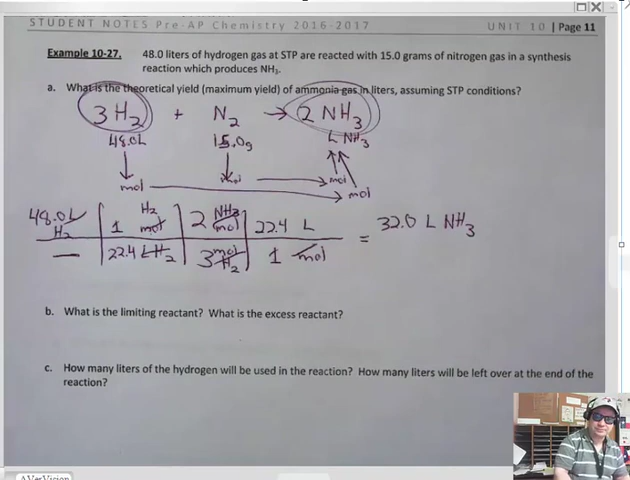 STUDENT NOTES Pre-AP Chemistry 2016-2017 UNIT 10 | Page 11
Example 10-27. 48.0 liters of hydrogen gas at STP are reacted with 15.0 grams of nitrogen gas in a synthesis
reaction which produces NH₃.
a. What is the theoretical yield (maximum yield) of ammonia gas in liters, assuming STP conditions?
3H₂ + N₂ → 2 NH₃
48.0L 15.0g L NH₃
mol mol mol
mol
48.0L H₂ 1 mol H₂ 2 NH₃ mol 22.4 L = 32.0 L NH₃
22.4 L H₂ 3 mol H₂ 1 mol
b. What is the limiting reactant? What is the excess reactant?
c. How many liters of the hydrogen will be used in the reaction? How many liters will be left over at the end of the
reaction?
AVerVision